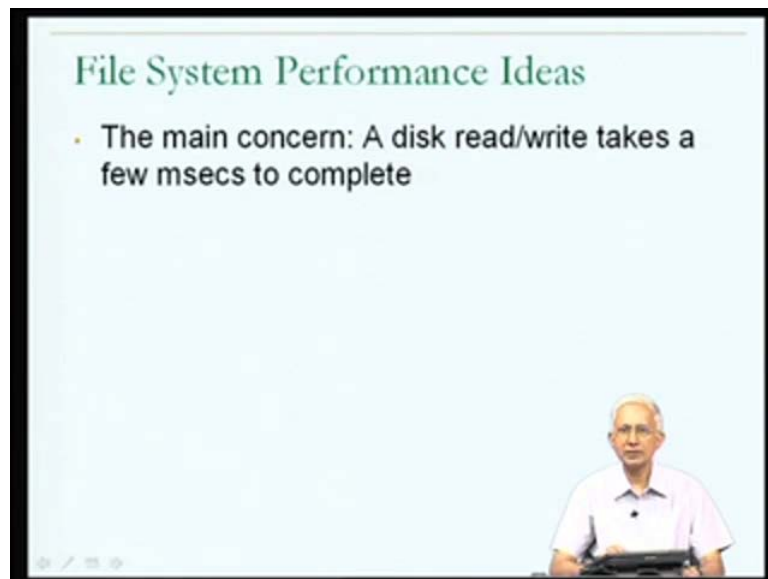 File System Performance Ideas
· The main concern: A disk read/write takes a
few msecs to complete